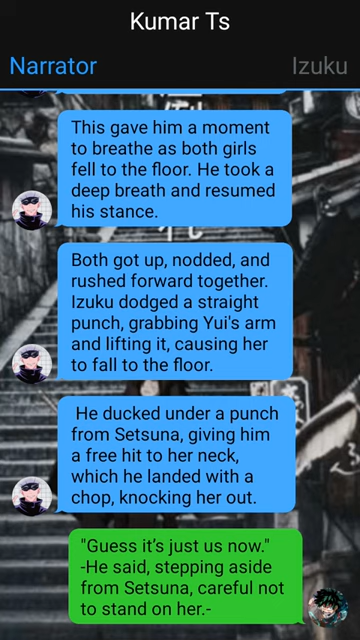 Kumar Ts
Narrator
Izuku
This gave him a moment
to breathe as both girls
fell to the floor. He took a
deep breath and resumed
his stance.
Both got up, nodded, and
rushed forward together.
Izuku dodged a straight
punch, grabbing Yui's arm
and lifting it, causing her
to fall to the floor.
He ducked under a punch
from Setsuna, giving him
a free hit to her neck,
which he landed with a
chop, knocking her out.
"Guess it’s just us now."
-He said, stepping aside
from Setsuna, careful not
to stand on her.-